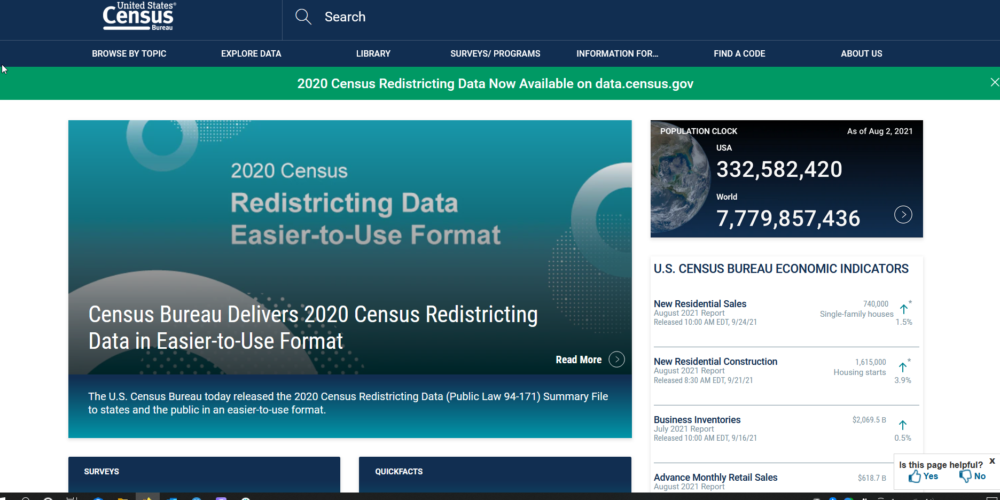 United States®
Census
Bureau
Search
BROWSE BY TOPIC
EXPLORE DATA
LIBRARY
SURVEYS/ PROGRAMS
INFORMATION FOR...
FIND A CODE
ABOUT US
2020 Census Redistricting Data Now Available on data.census.gov
2020 Census
Redistricting Data
Easier-to-Use Format
Census Bureau Delivers 2020 Census Redistricting
Data in Easier-to-Use Format
Read More
The U.S. Census Bureau today released the 2020 Census Redistricting Data (Public Law 94-171) Summary File
to states and the public in an easier-to-use format.
SURVEYS
QUICKFACTS
POPULATION CLOCK
As of Aug 2, 2021
USA
332,582,420
World
7,779,857,436
U.S. CENSUS BUREAU ECONOMIC INDICATORS
New Residential Sales
August 2021 Report
Released 10:00 AM EDT, 9/24/21
740,000
Single-family houses
*
1.5%
New Residential Construction
August 2021 Report
Released 8:30 AM EDT, 9/21/21
1,615,000
Housing starts
*
3.9%
Business Inventories
July 2021 Report
Released 10:00 AM EDT, 9/16/21
$2,069.5 B
0.5%
Advance Monthly Retail Sales
August 2021 Report
$618.7 B
Is this page helpful? x
Yes No